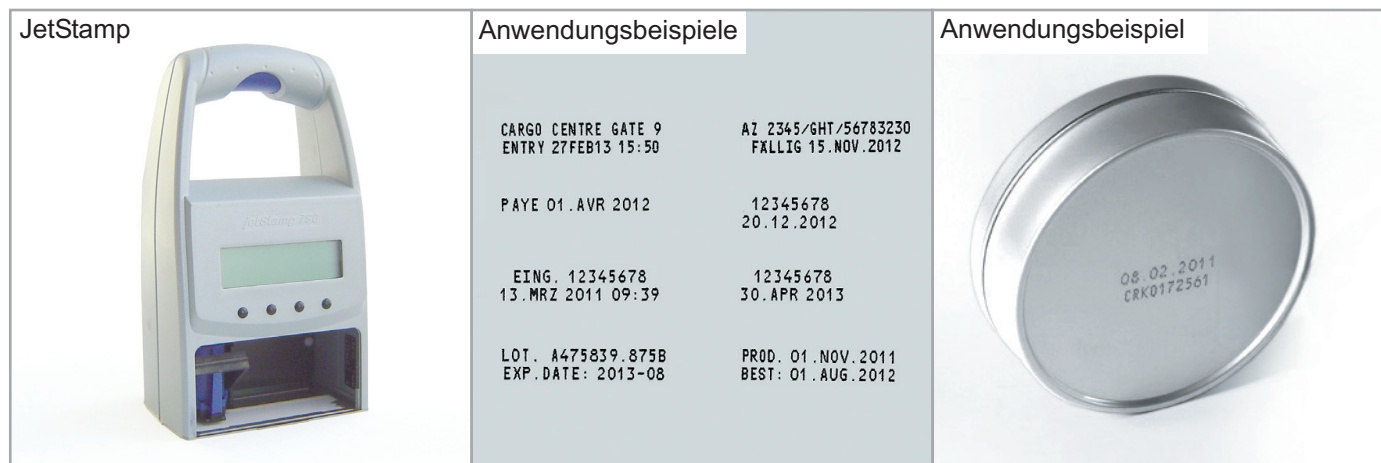 JetStamp
jetStamp 790
Anwendungsbeispiele
CARGO CENTRE GATE 9
ENTRY 27FEB13 15:50
AZ 2345/GHT/56783230
FÄLLIG 15.NOV.2012
PAYE 01.AVR 2012
12345678
20.12.2012
EING. 12345678
13.MRZ 2011 09:39
12345678
30.APR 2013
LOT. A475839.875B
EXP.DATE: 2013-08
PROD. 01.NOV.2011
BEST: 01.AUG.2012
Anwendungsbeispiel
08.02.2011
CRK0172561